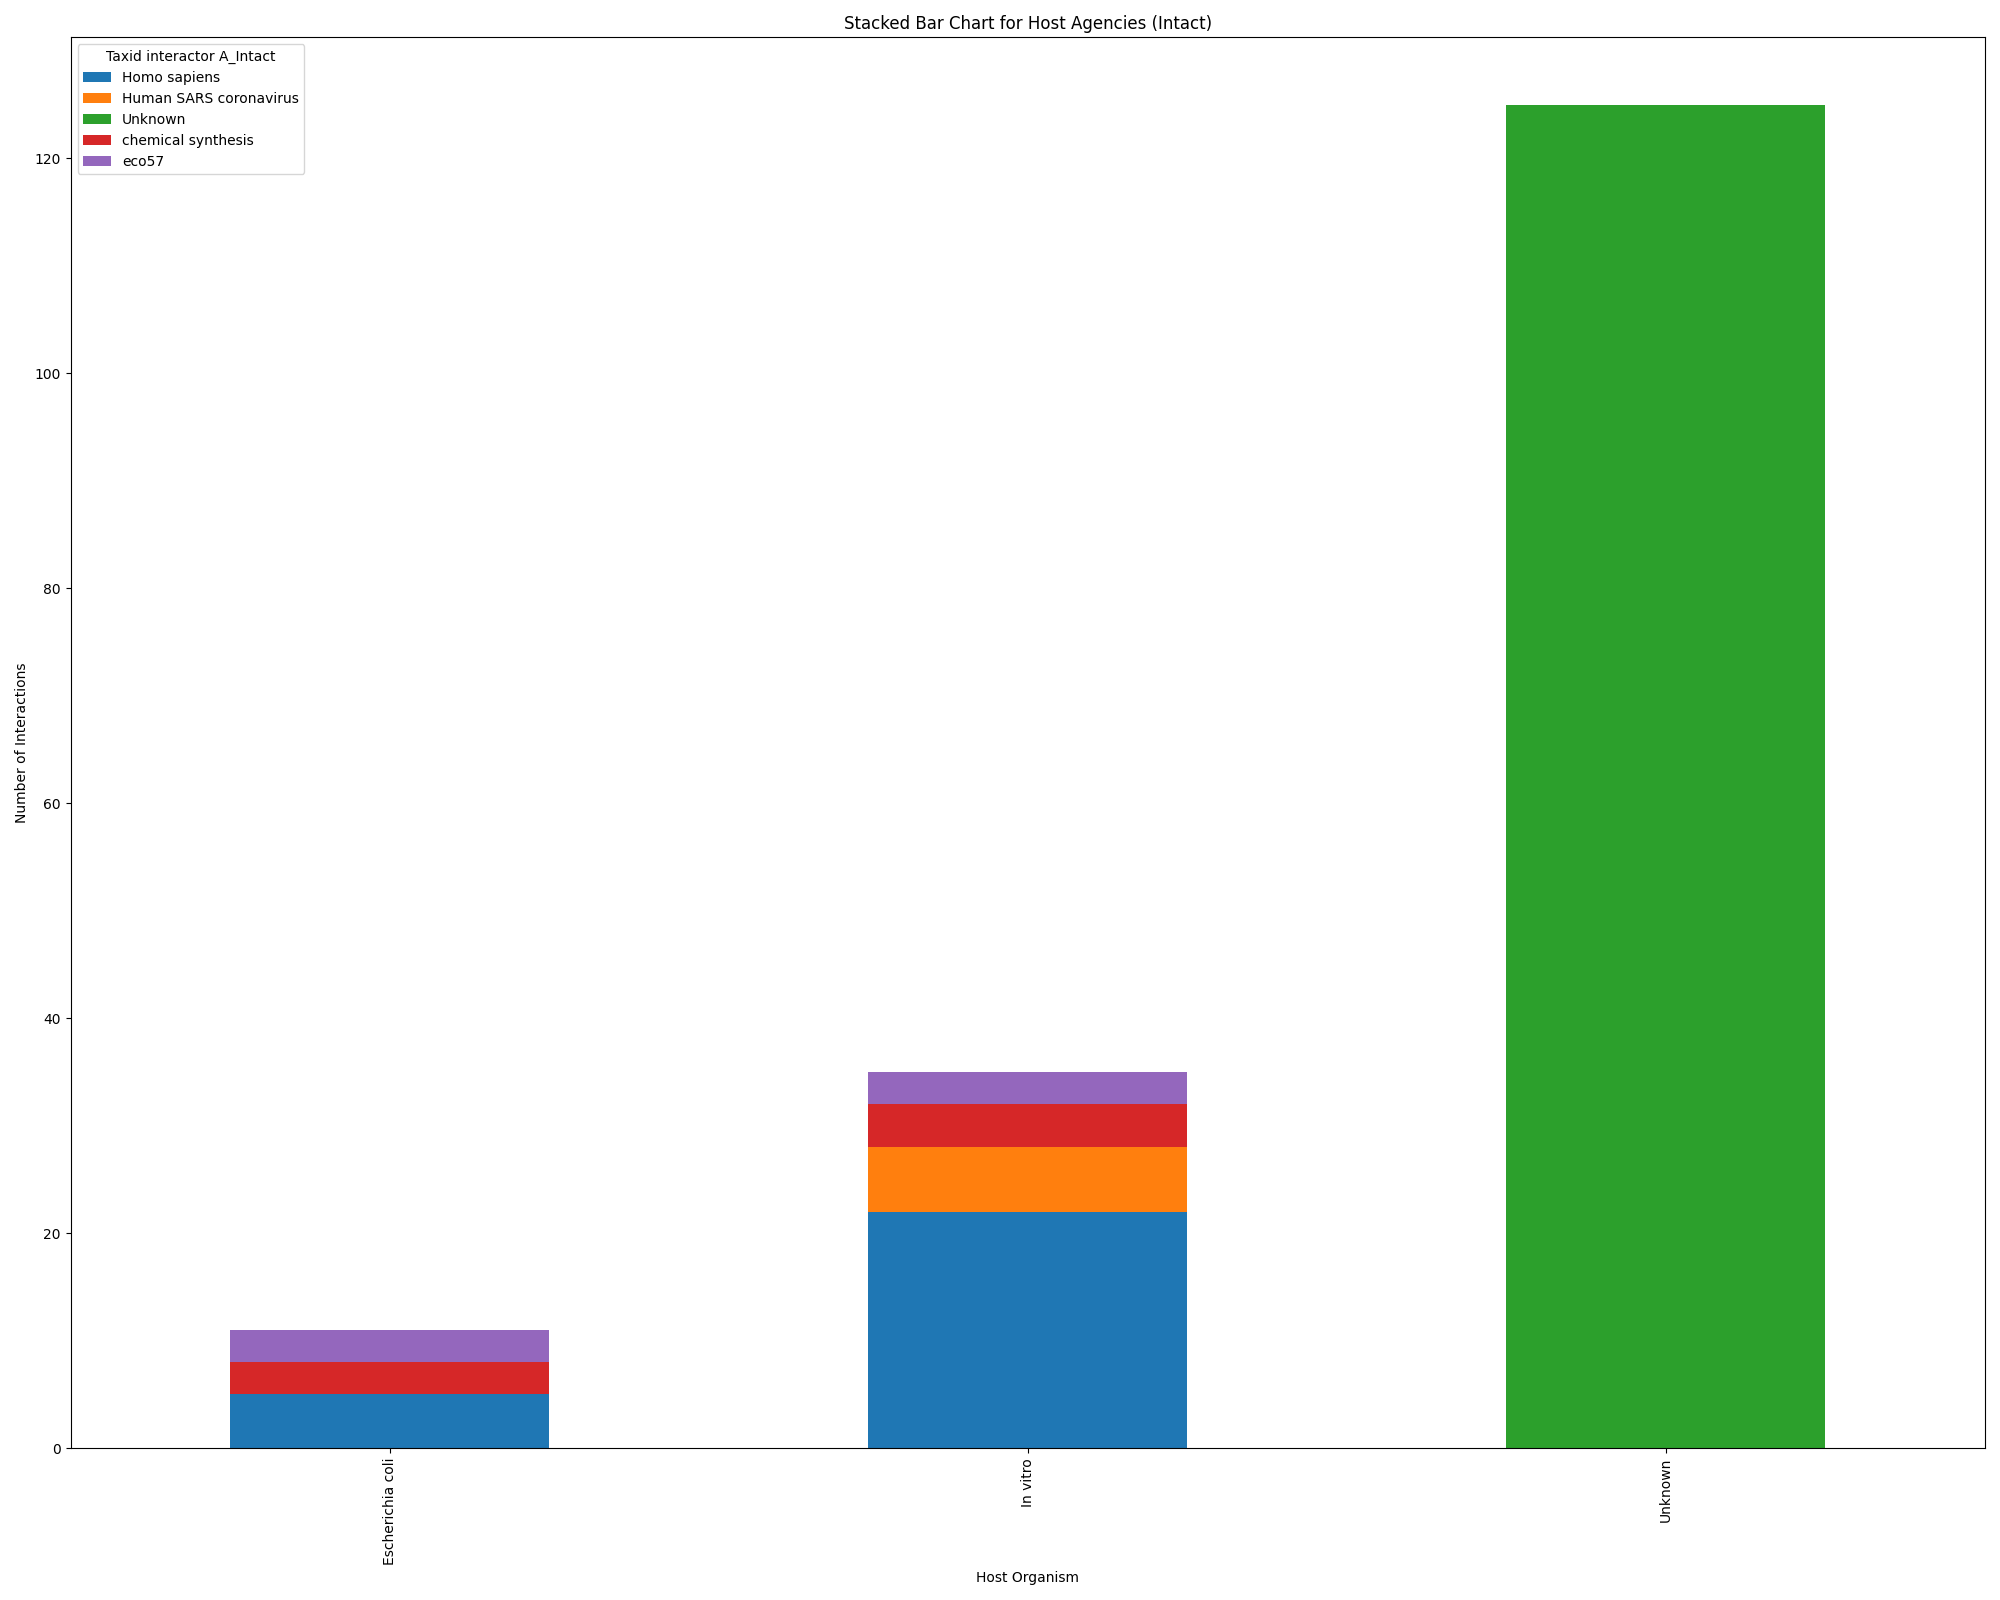 Stacked Bar Chart for Host Agencies (Intact)
Taxid interactor A_Intact
Homo sapiens
Human SARS coronavirus
Unknown
chemical synthesis
eco57
120
100
80
60
40
20
0
Number of Interactions
Escherichia coli
In vitro
Unknown
Host Organism